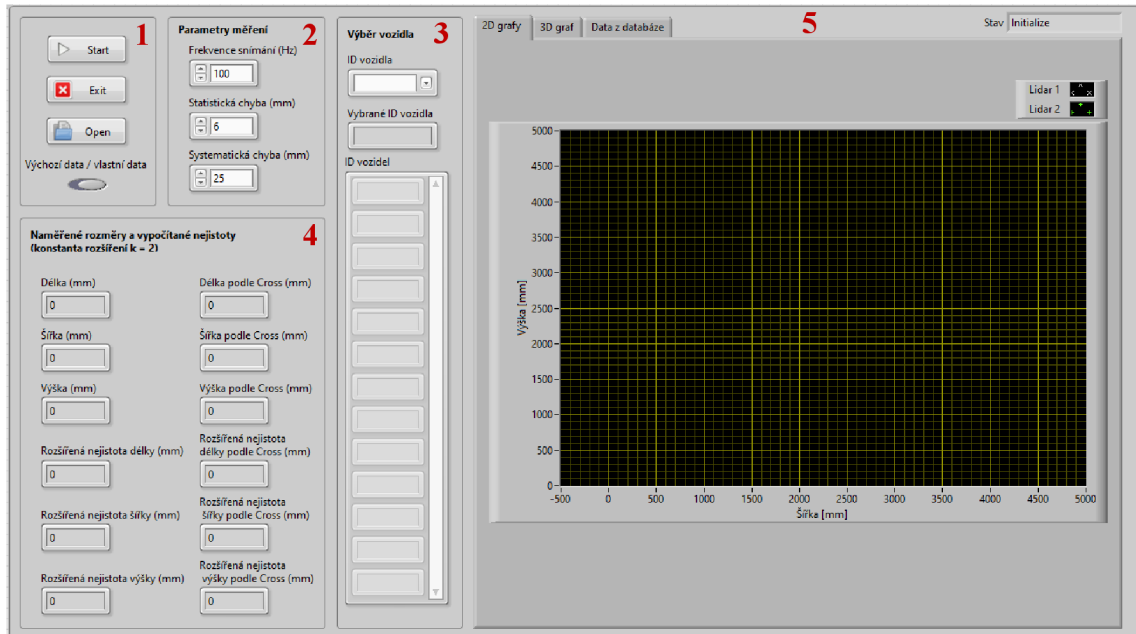 1
Start
Exit
Open
Výchozí data / vlastní data
Parametry měření
2
Frekvence snímání (Hz)
100
Statistická chyba (mm)
6
Systematická chyba (mm)
25
Výběr vozidla
3
ID vozidla
Vybrané ID vozidla
ID vozidel
Naměřené rozměry a vypočítané nejistoty
(konstanta rozšíření k = 2)
4
Délka (mm)
0
Délka podle Cross (mm)
0
Šířka (mm)
0
Šířka podle Cross (mm)
0
Výška (mm)
0
Výška podle Cross (mm)
0
Rozšířená nejistota délky (mm)
0
Rozšířená nejistota
délky podle Cross (mm)
0
Rozšířená nejistota šířky (mm)
0
Rozšířená nejistota
šířky podle Cross (mm)
0
Rozšířená nejistota výšky (mm)
0
Rozšířená nejistota
výšky podle Cross (mm)
0
2D grafy
3D graf
Data z databáze
5
Stav
Initialize
Lidar 1
Lidar 2
Výška [mm]
5000
4500
4000
3500
3000
2500
2000
1500
1000
500
0
-500
0
500
1000
1500
2000
2500
3000
3500
4000
4500
5000
Šířka [mm]